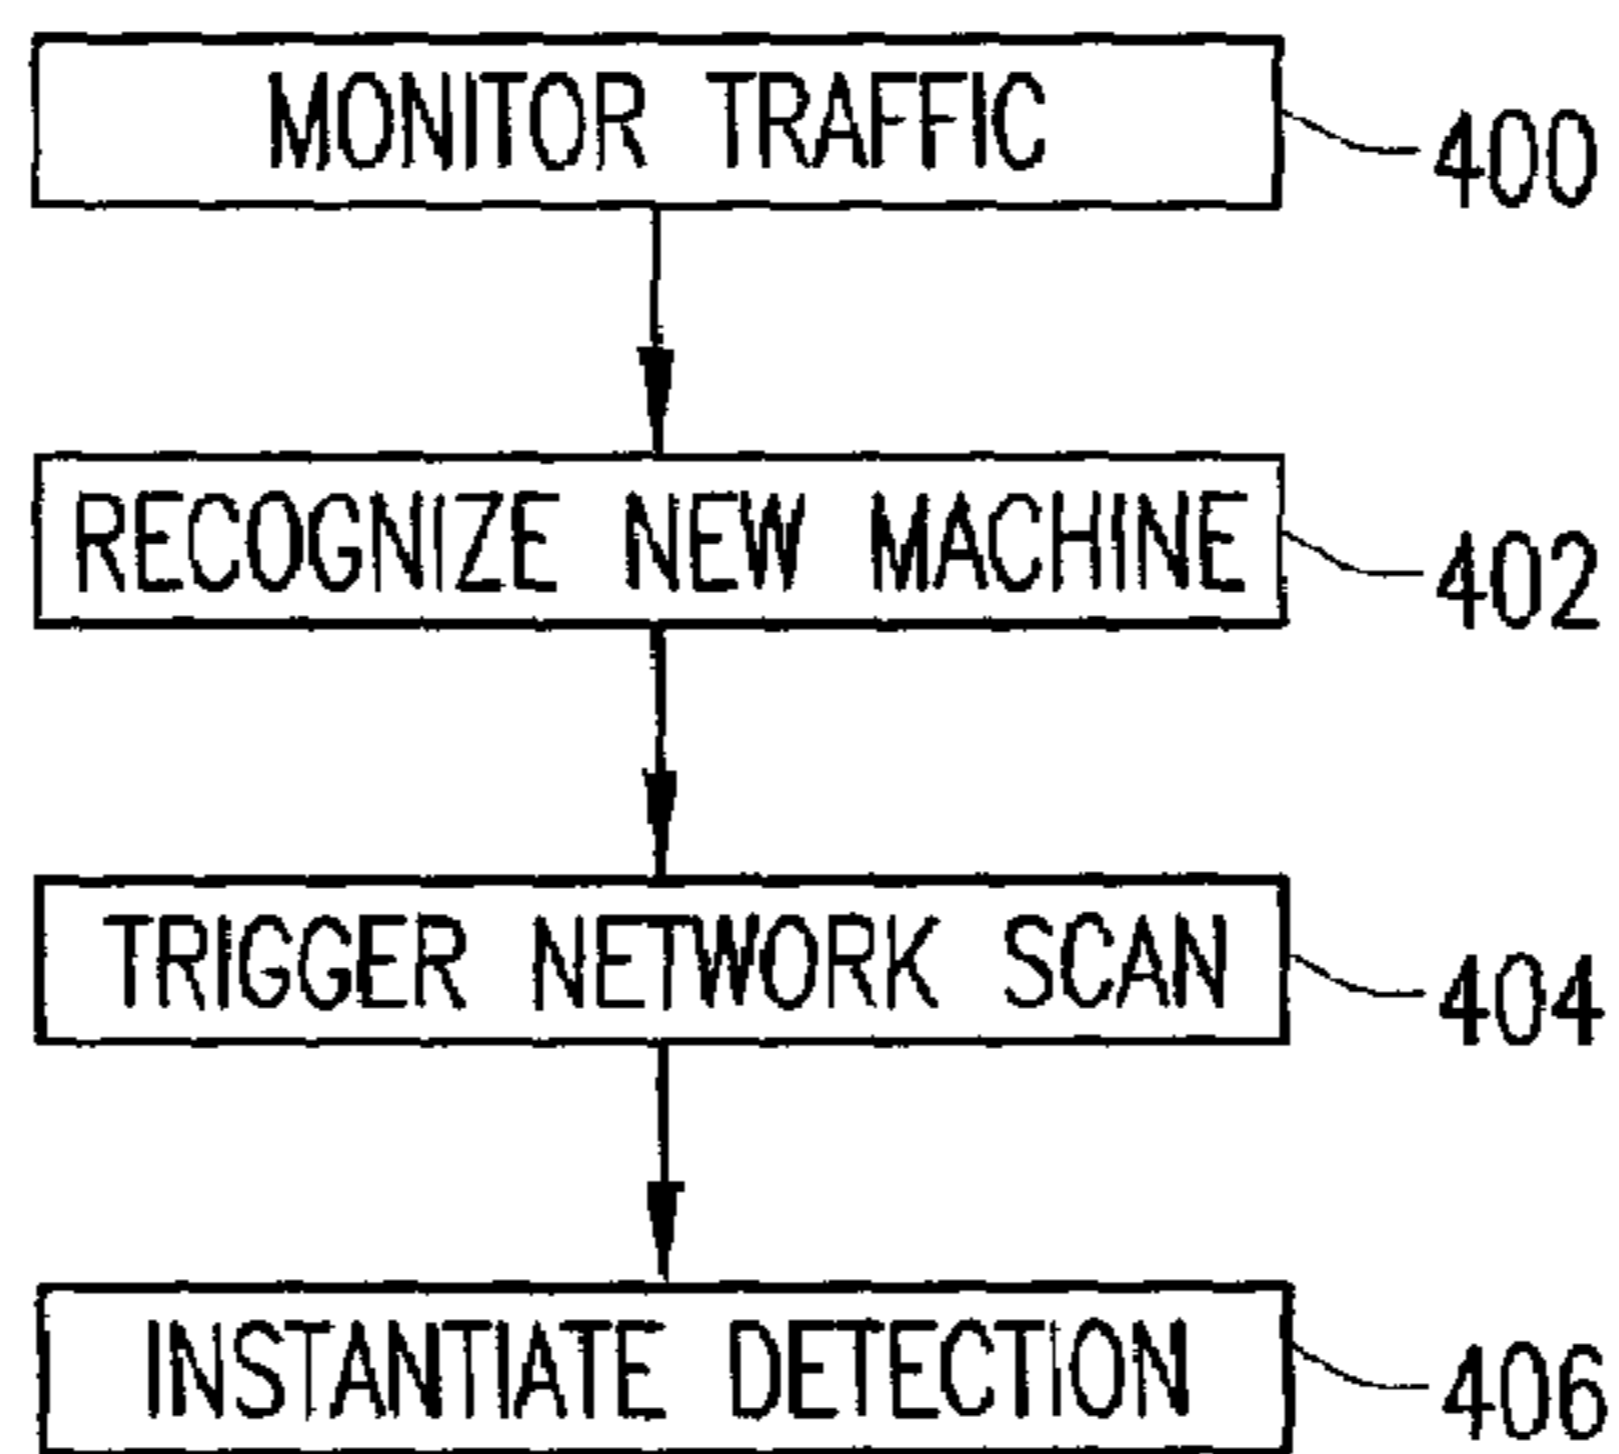 MONITOR TRAFFIC
400
RECOGNIZE NEW MACHINE
402
TRIGGER NETWORK SCAN
404
INSTANTIATE DETECTION
406